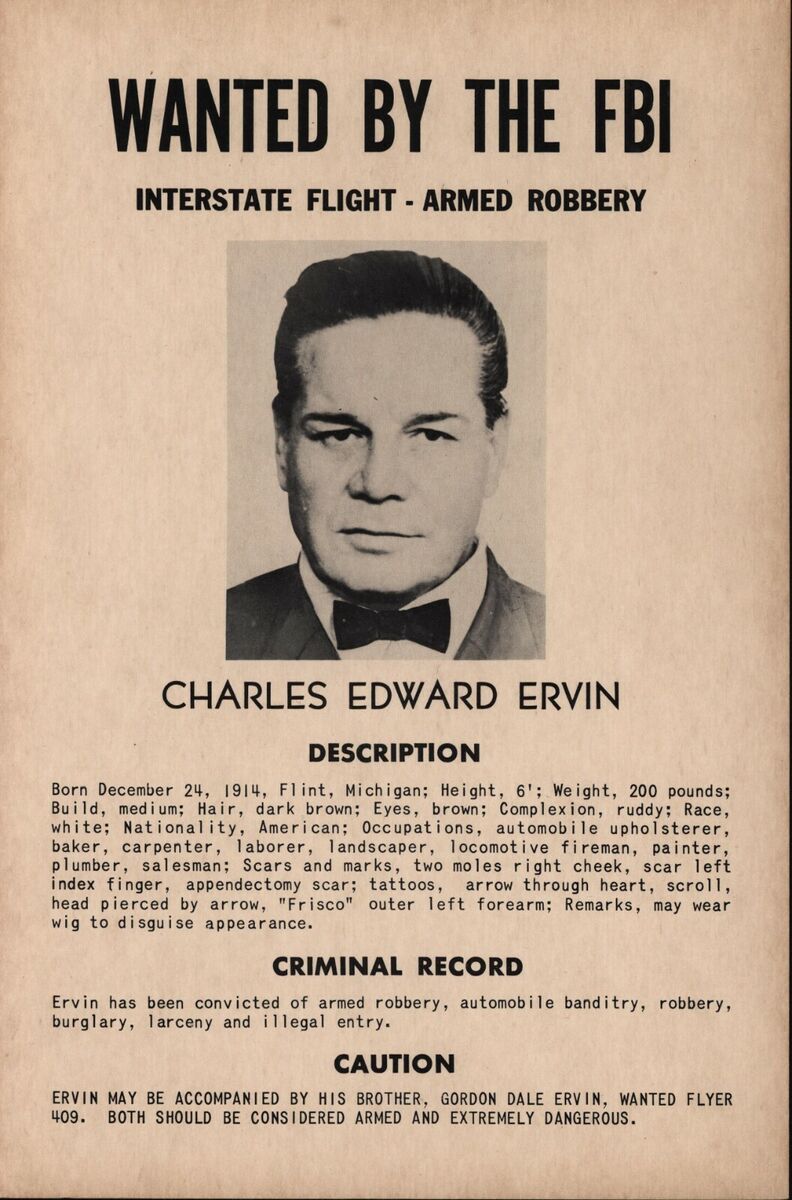 WANTED BY THE FBI
INTERSTATE FLIGHT - ARMED ROBBERY
CHARLES EDWARD ERVIN
DESCRIPTION
Born December 24, 1914, Flint, Michigan; Height, 6'; Weight, 200 pounds;
Build, medium; Hair, dark brown; Eyes, brown; Complexion, ruddy; Race,
white; Nationality, American; Occupations, automobile upholsterer,
baker, carpenter, laborer, landscaper, locomotive fireman, painter,
plumber, salesman; Scars and marks, two moles right cheek, scar left
index finger, appendectomy scar; tattoos, arrow through heart, scroll,
head pierced by arrow, "Frisco" outer left forearm; Remarks, may wear
wig to disguise appearance.
CRIMINAL RECORD
Ervin has been convicted of armed robbery, automobile banditry, robbery,
burglary, larceny and illegal entry.
CAUTION
ERVIN MAY BE ACCOMPANIED BY HIS BROTHER, GORDON DALE ERVIN, WANTED FLYER
409. BOTH SHOULD BE CONSIDERED ARMED AND EXTREMELY DANGEROUS.